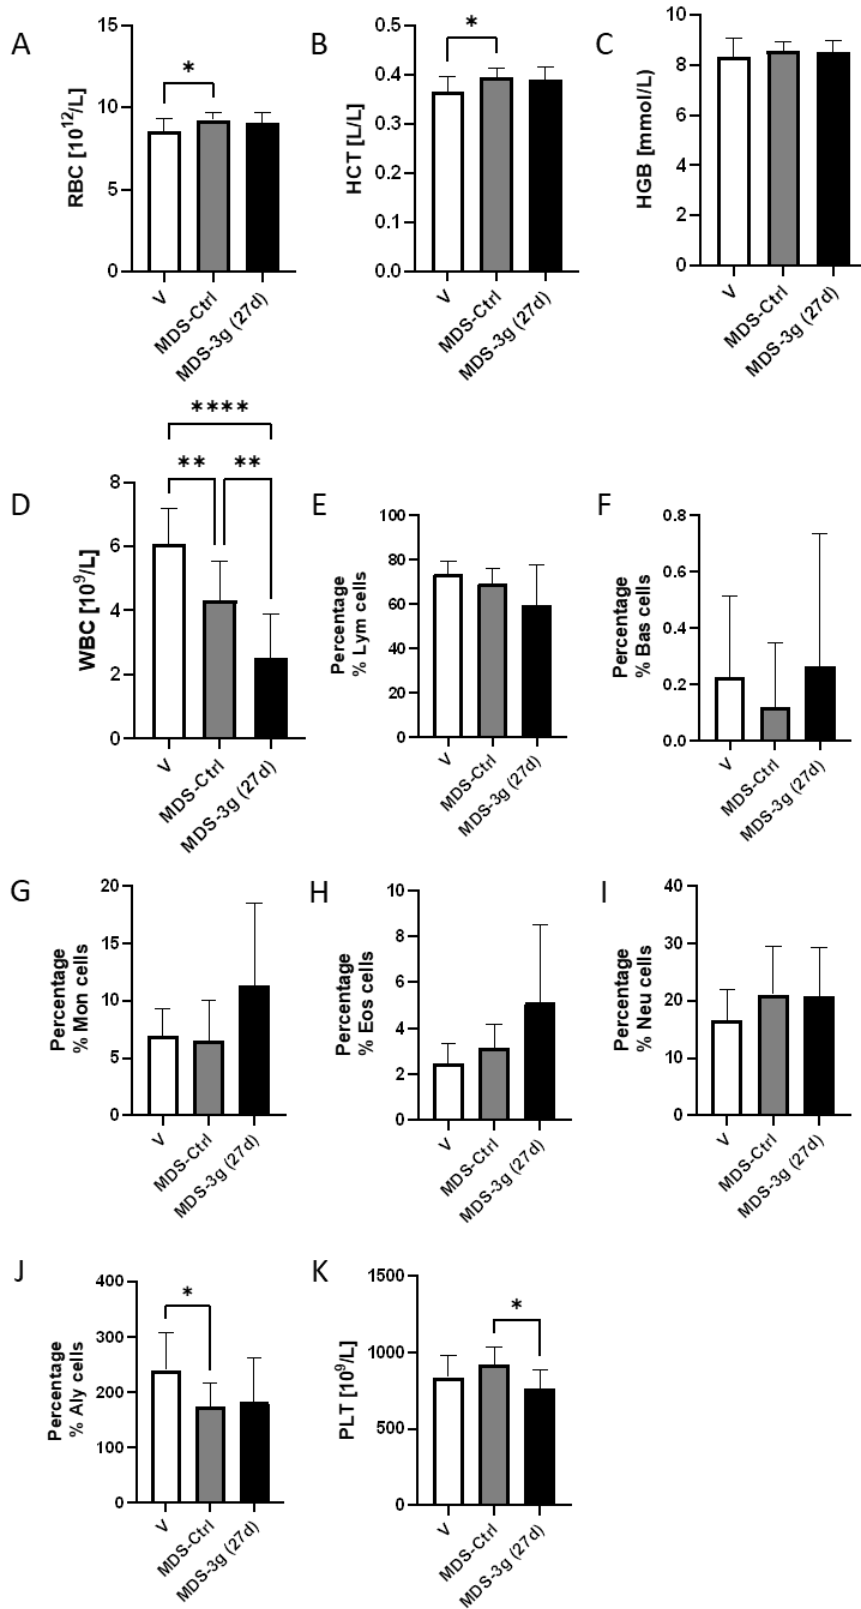 A
RBC [10¹²/L]
15
10
5
0
*
V
MDS-Ctrl
MDS-3g (27d)
B
HCT [L/L]
0.5
0.4
0.3
0.2
0.1
0.0
*
V
MDS-Ctrl
MDS-3g (27d)
C
HGB [mmol/L)
10
8
6
4
2
0
V
MDS-Ctrl
MDS-3g (27d)
D
WBC [10⁹/L]
8
6
4
2
0
****
**
**
V
MDS-Ctrl
MDS-3g (27d)
E
Percentage
% Lym cells
100
80
60
40
20
0
V
MDS-Ctrl
MDS-3g (27d)
F
Percentage
% Bas cells
0.8
0.6
0.4
0.2
0.0
V
MDS-Ctrl
MDS-3g (27d)
G
Percentage
% Mon cells
20
15
10
5
0
V
MDS-Ctrl
MDS-3g (27d)
H
Percentage
% Eos cells
10
8
6
4
2
0
V
MDS-Ctrl
MDS-3g (27d)
I
Percentage
% Neu cells
40
30
20
10
0
V
MDS-Ctrl
MDS-3g (27d)
J
Percentage
% Aly cells
400
300
200
100
0
*
V
MDS-Ctrl
MDS-3g (27d)
K
PLT [10⁹/L]
1500
1000
500
0
*
V
MDS-Ctrl
MDS-3g (27d)